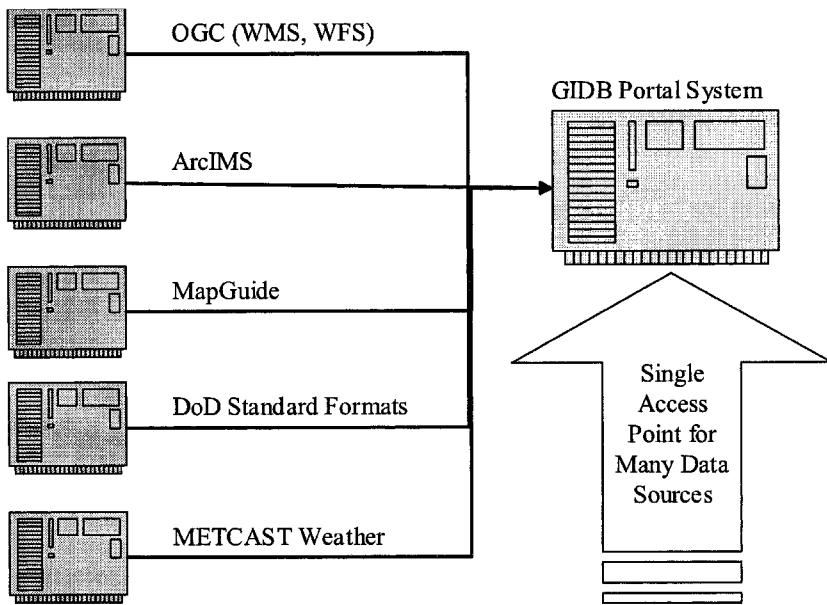 OGC (WMS, WFS)
GIDB Portal System
ArcIMS
MapGuide
DoD Standard Formats
METCAST Weather
Single
Access
Point for
Many Data
Sources